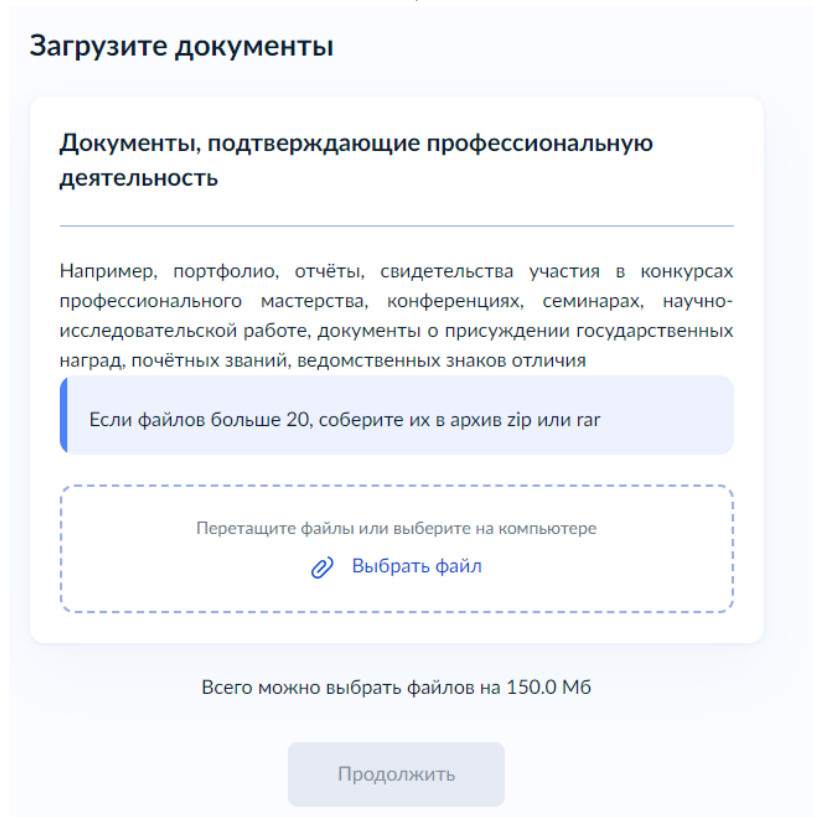 Загрузите документы
Документы, подтверждающие профессиональную
деятельность
Например, портфолио, отчёты, свидетельства участия в конкурсах
профессионального мастерства, конференциях, семинарах, научно-
исследовательской работе, документы о присуждении государственных
наград, почётных званий, ведомственных знаков отличия
Если файлов больше 20, соберите их в архив zip или rar
Перетащите файлы или выберите на компьютере
Выбрать файл
Всего можно выбрать файлов на 150.0 Мб
Продолжить